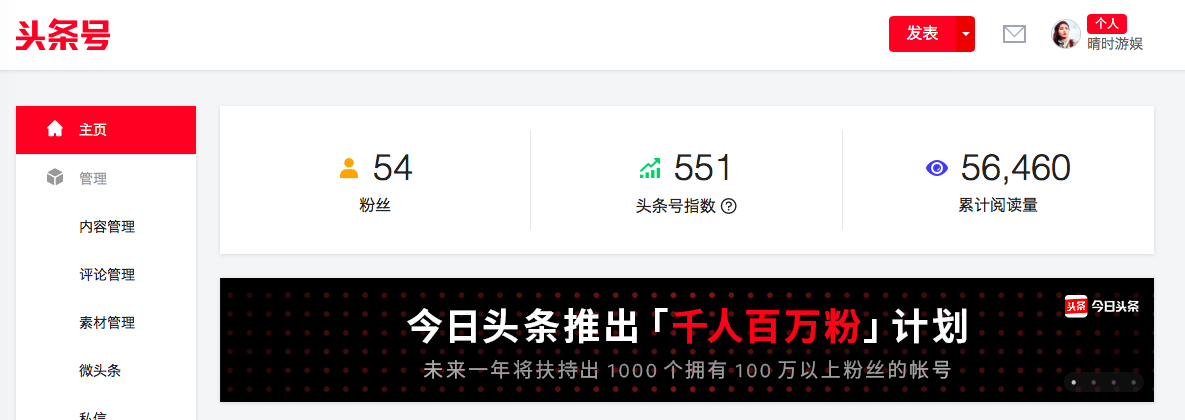 头条号
发表
个人
晴时游娱
主页
管理
内容管理
评论管理
素材管理
微头条
私信
54
粉丝
551
头条号指数 ?
56,460
累计阅读量
头条 今日头条
今日头条推出「千人百万粉」计划
未来一年将扶持出 1000 个拥有 100 万以上粉丝的帐号